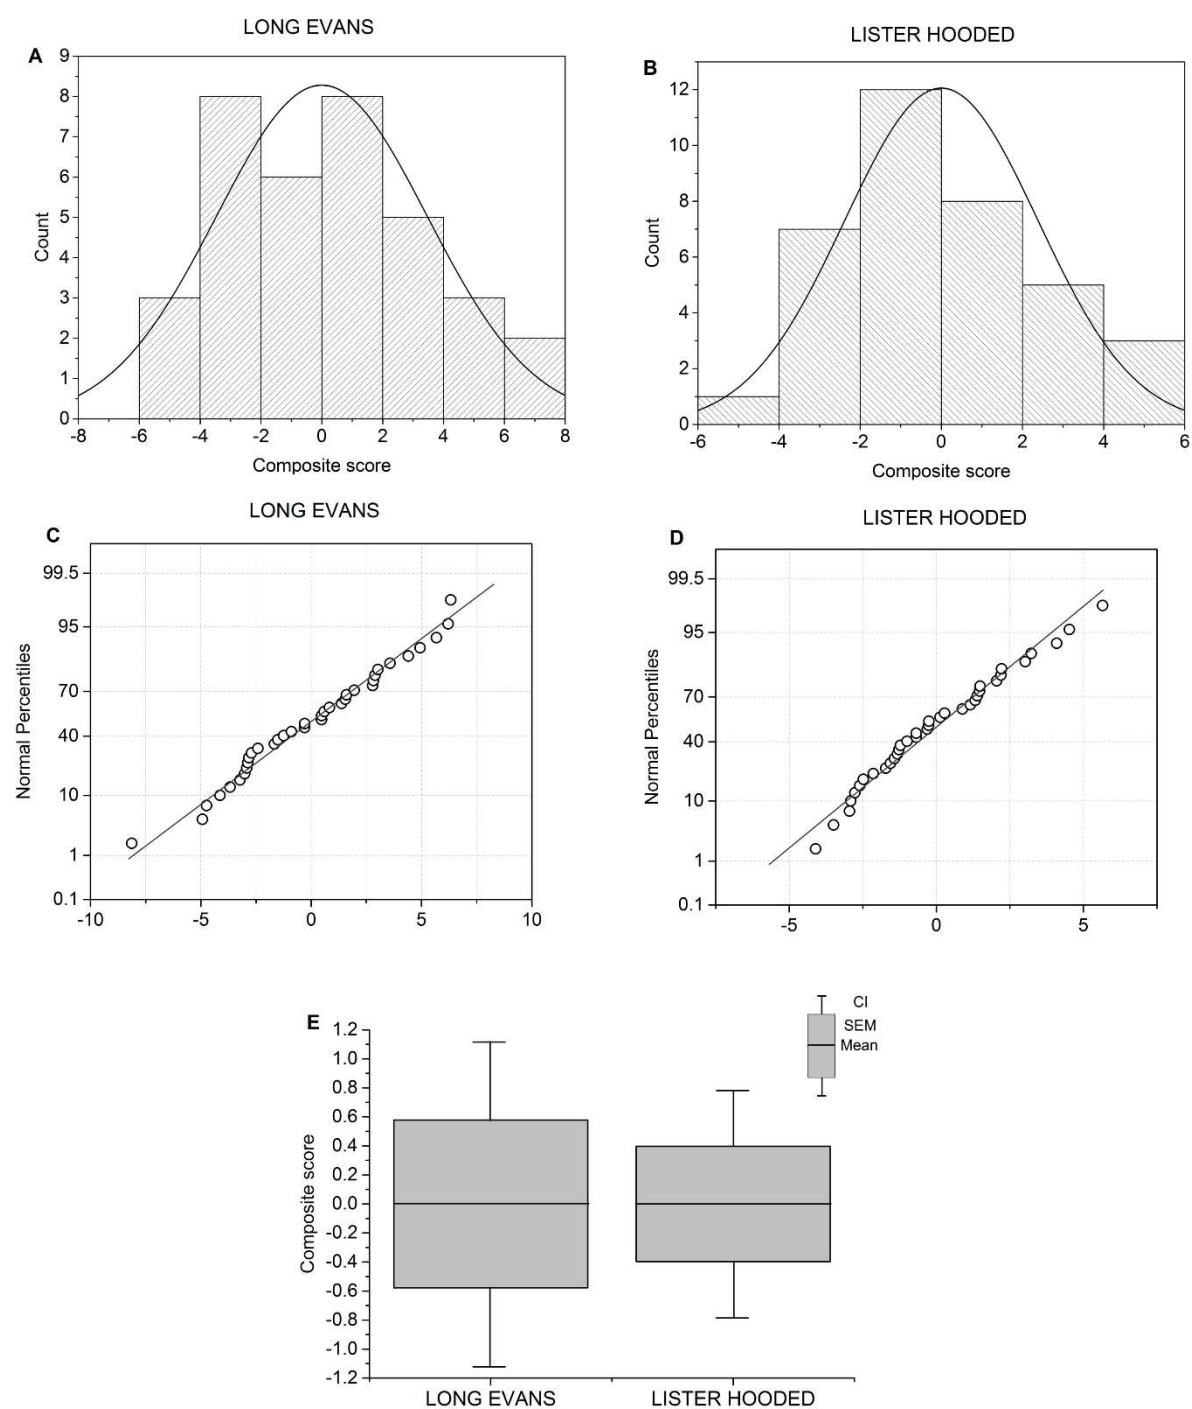 LONG EVANS
A
9
8
7
6
5
4
3
2
1
0
Count
-8 -6 -4 -2 0 2 4 6 8
Composite score
LISTER HOODED
B
12
10
8
6
4
2
0
Count
-6 -4 -2 0 2 4 6
Composite score
LONG EVANS
C
99.5
95
70
40
10
1
0.1
Normal Percentiles
-10 -5 0 5 10
LISTER HOODED
D
99.5
95
70
40
10
1
0.1
Normal Percentiles
-5 0 5
E
CI
SEM
Mean
1.2
1.0
0.8
0.6
0.4
0.2
0.0
-0.2
-0.4
-0.6
-0.8
-1.0
-1.2
Composite score
LONG EVANS LISTER HOODED